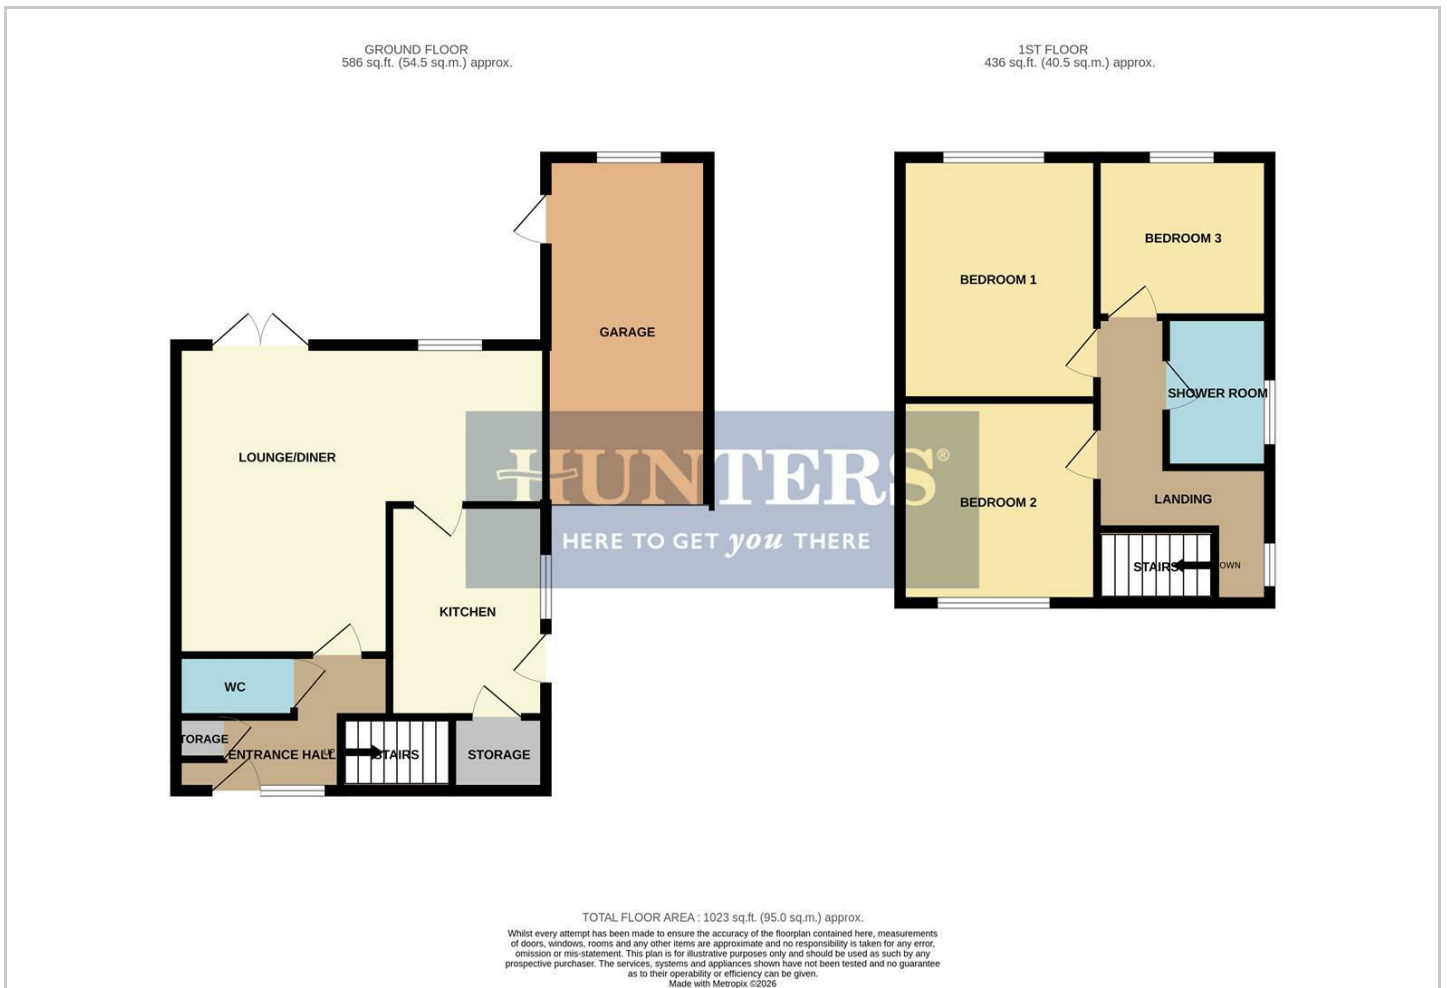 GROUND FLOOR
586 sq.ft. (54.5 sq.m.) approx.
1ST FLOOR
436 sq.ft. (40.5 sq.m.) approx.
GARAGE
LOUNGE/DINER
KITCHEN
WC
TORAGE
ENTRANCE HALL
UP
STAIRS
STORAGE
BEDROOM 1
BEDROOM 3
SHOWER ROOM
BEDROOM 2
LANDING
STAIRS
OWN
HUNTERS®
HERE TO GET you THERE
TOTAL FLOOR AREA : 1023 sq.ft. (95.0 sq.m.) approx.
Whilst every attempt has been made to ensure the accuracy of the floorplan contained here, measurements
of doors, windows, rooms and any other items are approximate and no responsibility is taken for any error,
omission or mis-statement. This plan is for illustrative purposes only and should be used as such by any
prospective purchaser. The services, systems and appliances shown have not been tested and no guarantee
as to their operability or efficiency can be given.
Made with Metropix ©2026